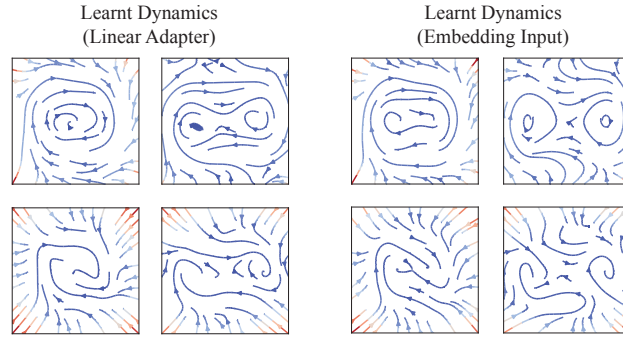 Learnt Dynamics
(Linear Adapter)
Learnt Dynamics
(Embedding Input)